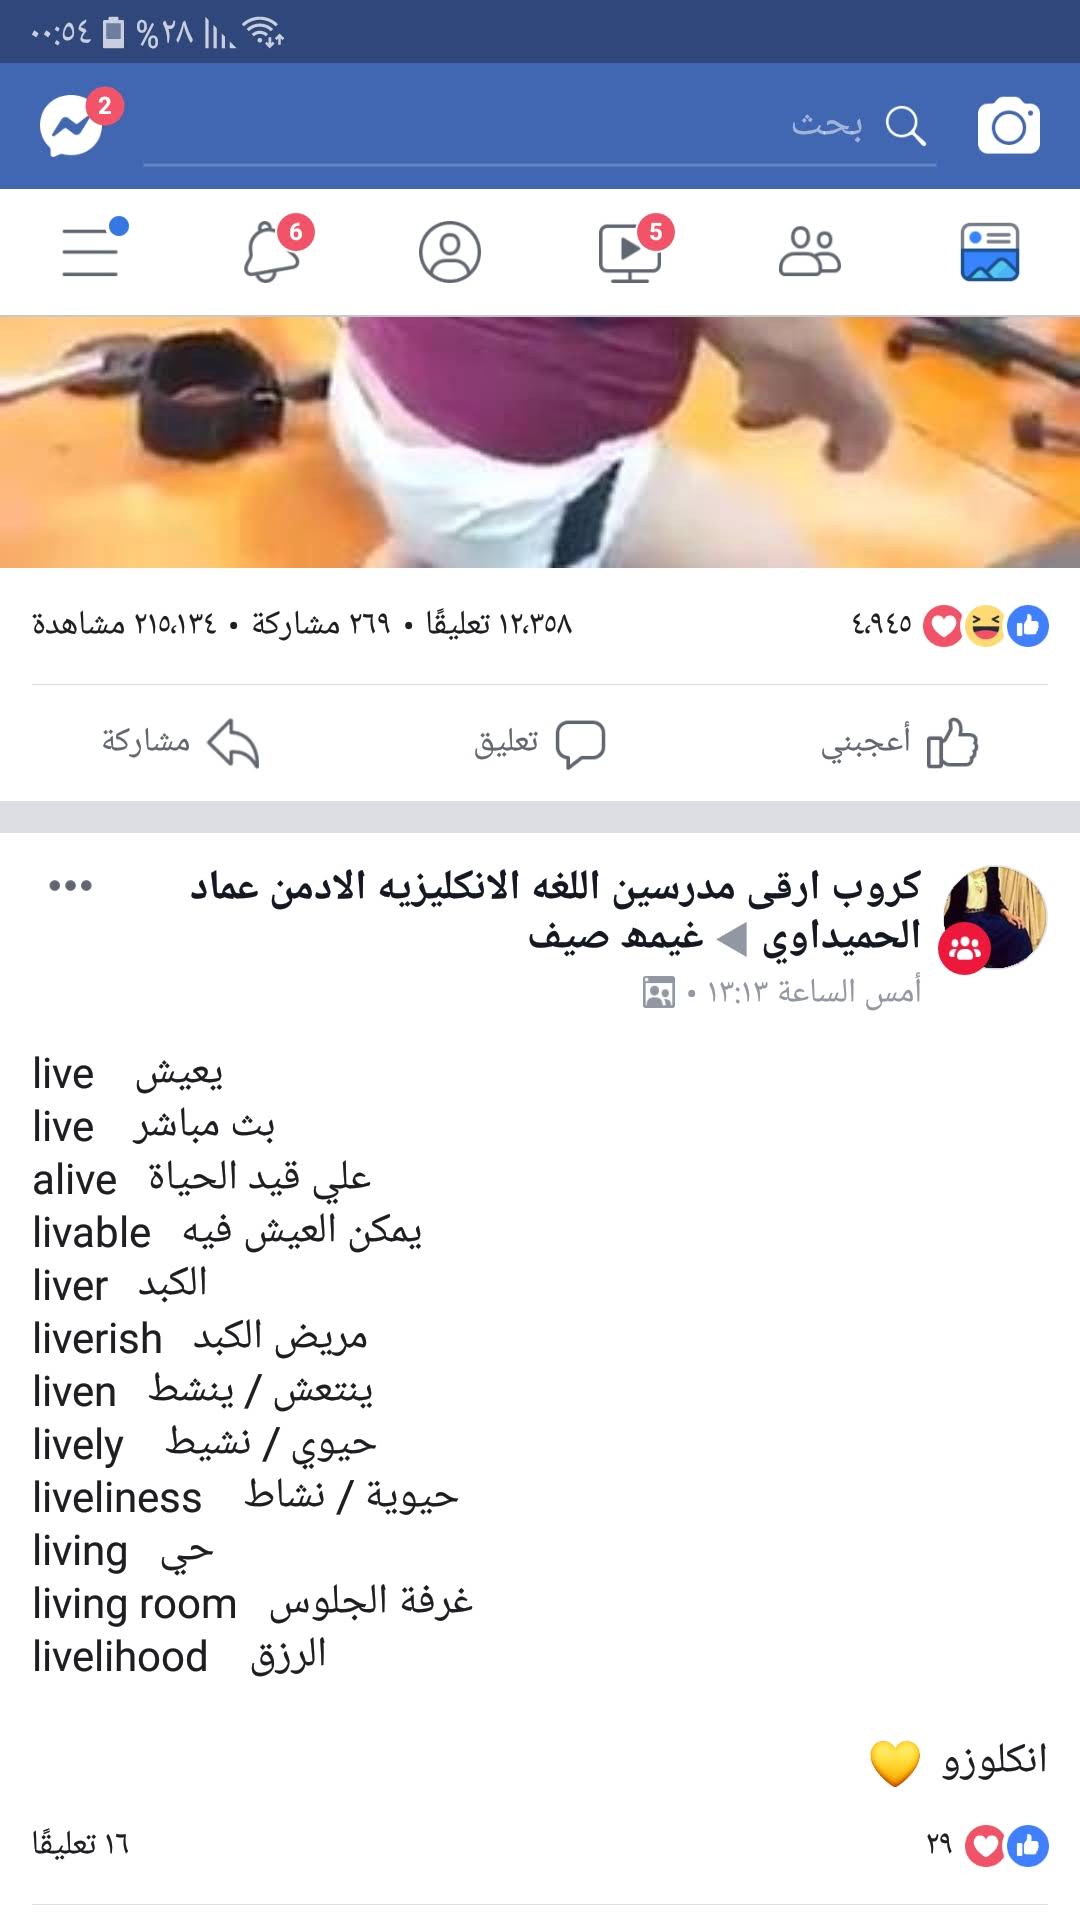 ٠٠:٥٤ %٢٨
2
بحث
6
5
٤٬٩٤٥ ١٢٬٣٥٨ تعليقًا • ٢٦٩ مشاركة • ٢١٥٬١٣٤ مشاهدة
أعجبني تعليق مشاركة
كروب ارقى مدرسين اللغه الانكليزيه الادمن عماد
الحميداوي ◀ غيمهہ صيف
أمس الساعة ١٣:١٣ •
live يعيش
live بث مباشر
alive علي قيد الحياة
livable يمكن العيش فيه
liver الكبد
liverish مريض الكبد
liven ينتعش / ينشط
lively حيوي / نشيط
liveliness حيوية / نشاط
living حي
living room غرفة الجلوس
livelihood الرزق
انكلوزو 💛
٢٩ ١٦ تعليقًا